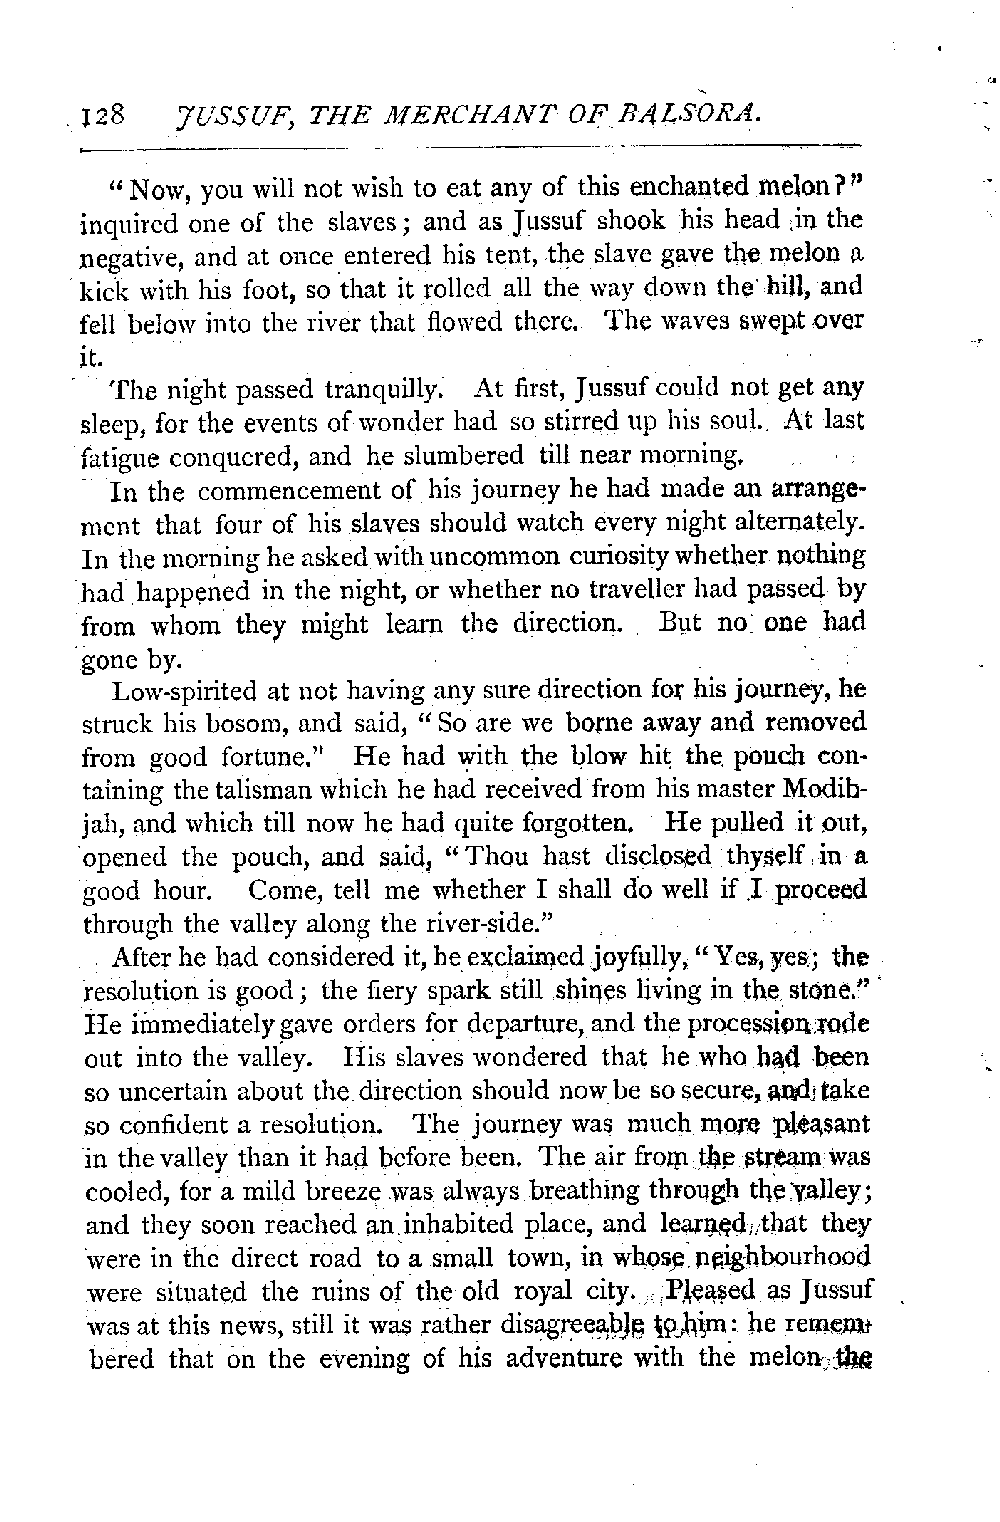 128 JUSSUF, THE MERCHANT OF BALSORA.
“Now, you will not wish to eat any of this enchanted melon?”
inquired one of the slaves; and as Jussuf shook his head in the
negative, and at once entered his tent, the slave gave the melon a
kick with his foot, so that it rolled all the way down the hill, and
fell below into the river that flowed there. The waves swept over
it.
The night passed tranquilly. At first, Jussuf could not get any
sleep, for the events of wonder had so stirred up his soul. At last
fatigue conquered, and he slumbered till near morning.
In the commencement of his journey he had made an arrange-
ment that four of his slaves should watch every night alternately.
In the morning he asked with uncommon curiosity whether nothing
had happened in the night, or whether no traveller had passed by
from whom they might learn the direction. But no one had
gone by.
Low-spirited at not having any sure direction for his journey, he
struck his bosom, and said, “So are we borne away and removed
from good fortune.” He had with the blow hit the pouch con-
taining the talisman which he had received from his master Modib-
jah, and which till now he had quite forgotten. He pulled it out,
opened the pouch, and said, “Thou hast disclosed thyself in a
good hour. Come, tell me whether I shall do well if I proceed
through the valley along the river-side.”
After he had considered it, he exclaimed joyfully, “Yes, yes; the
resolution is good; the fiery spark still shines living in the stone.”
He immediately gave orders for departure, and the procession rode
out into the valley. His slaves wondered that he who had been
so uncertain about the direction should now be so secure, and take
so confident a resolution. The journey was much more pleasant
in the valley than it had before been. The air from the stream was
cooled, for a mild breeze was always breathing through the valley;
and they soon reached an inhabited place, and learned, that they
were in the direct road to a small town, in whose neighbourhood
were situated the ruins of the old royal city. Pleased as Jussuf
was at this news, still it was rather disagreeable to him: he remem-
bered that on the evening of his adventure with the melon, the